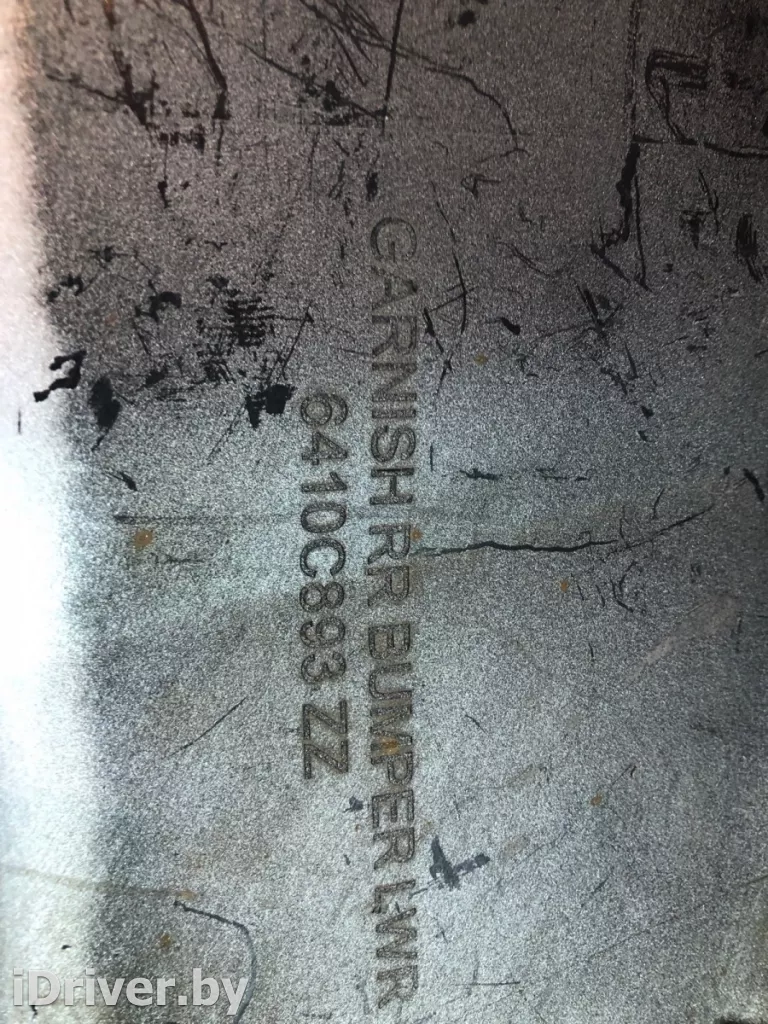 GARNISH RR BUMPER LWR
6410C893 ZZ
iDriver.by